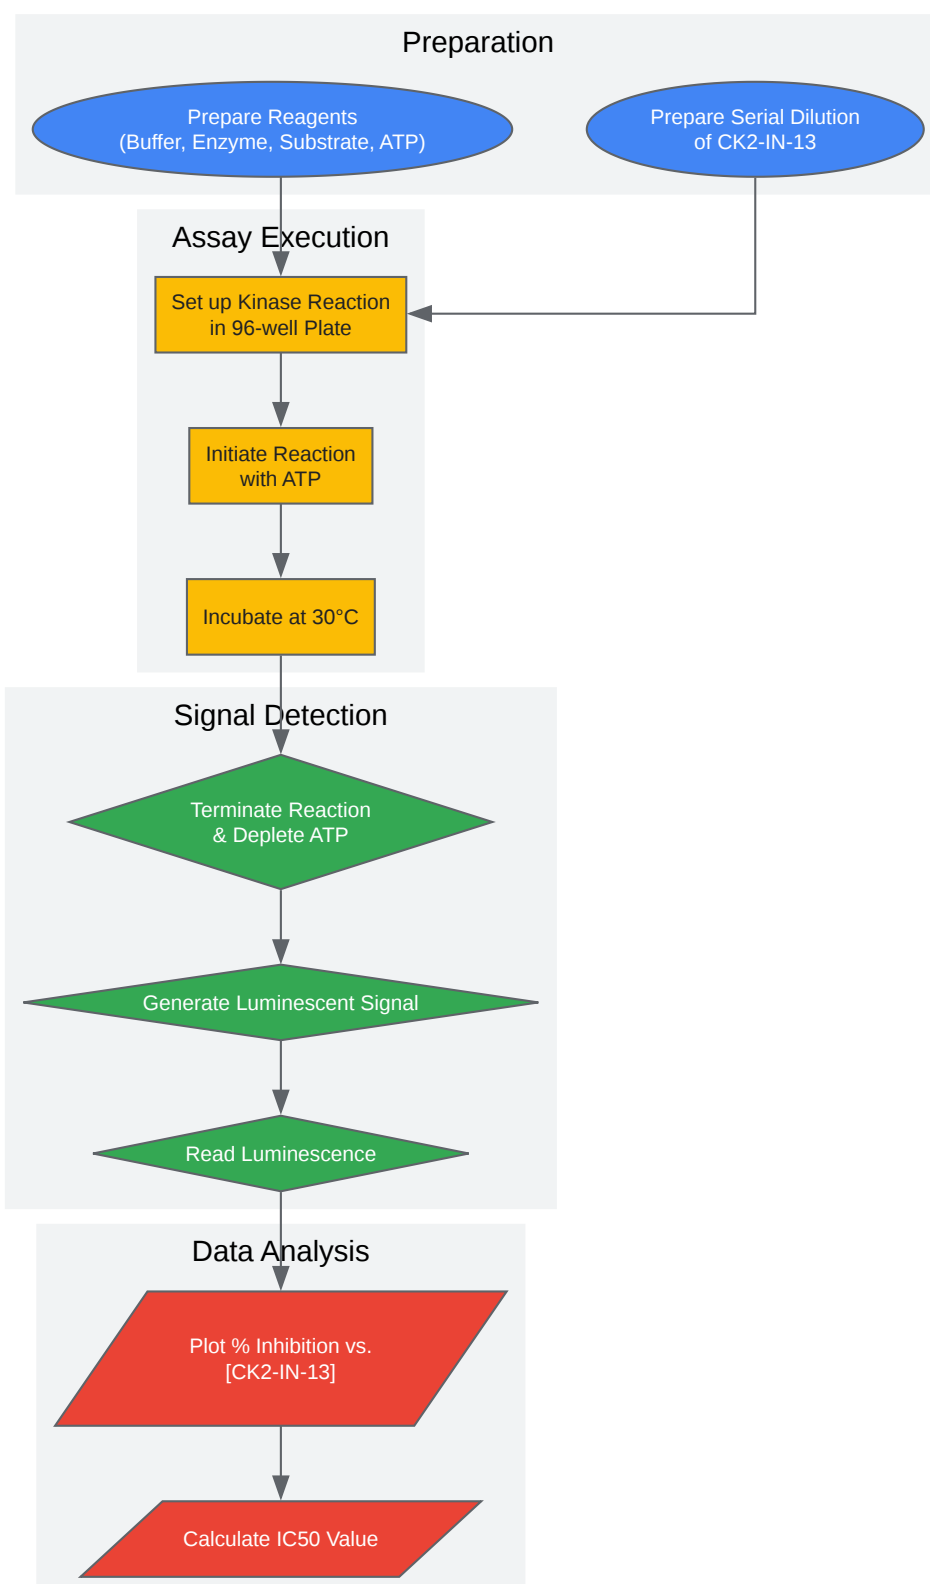 Preparation
Prepare Reagents
(Buffer, Enzyme, Substrate, ATP)
Prepare Serial Dilution
of CK2-IN-13
Assay Execution
Set up Kinase Reaction
in 96-well Plate
Initiate Reaction
with ATP
Incubate at 30°C
Signal Detection
Terminate Reaction
& Deplete ATP
Generate Luminescent Signal
Read Luminescence
Data Analysis
Plot % Inhibition vs.
[CK2-IN-13]
Calculate IC50 Value